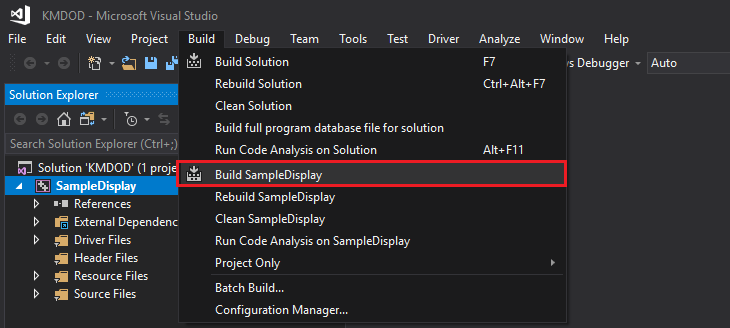 KMDOD - Microsoft Visual Studio
File Edit View Project Build Debug Team Tools Test Driver Analyze Window Help
Build Solution F7
Rebuild Solution Ctrl+Alt+F7
Clean Solution
Build full program database file for solution
Run Code Analysis on Solution Alt+F11
Build SampleDisplay
Rebuild SampleDisplay
Clean SampleDisplay
Run Code Analysis on SampleDisplay
Project Only
Batch Build...
Configuration Manager...
Debugger Auto
Solution Explorer
Search Solution Explorer (Ctrl+;)
Solution 'KMDOD' (1 proje
SampleDisplay
References
External Dependenc
Driver Files
Header Files
Resource Files
Source Files